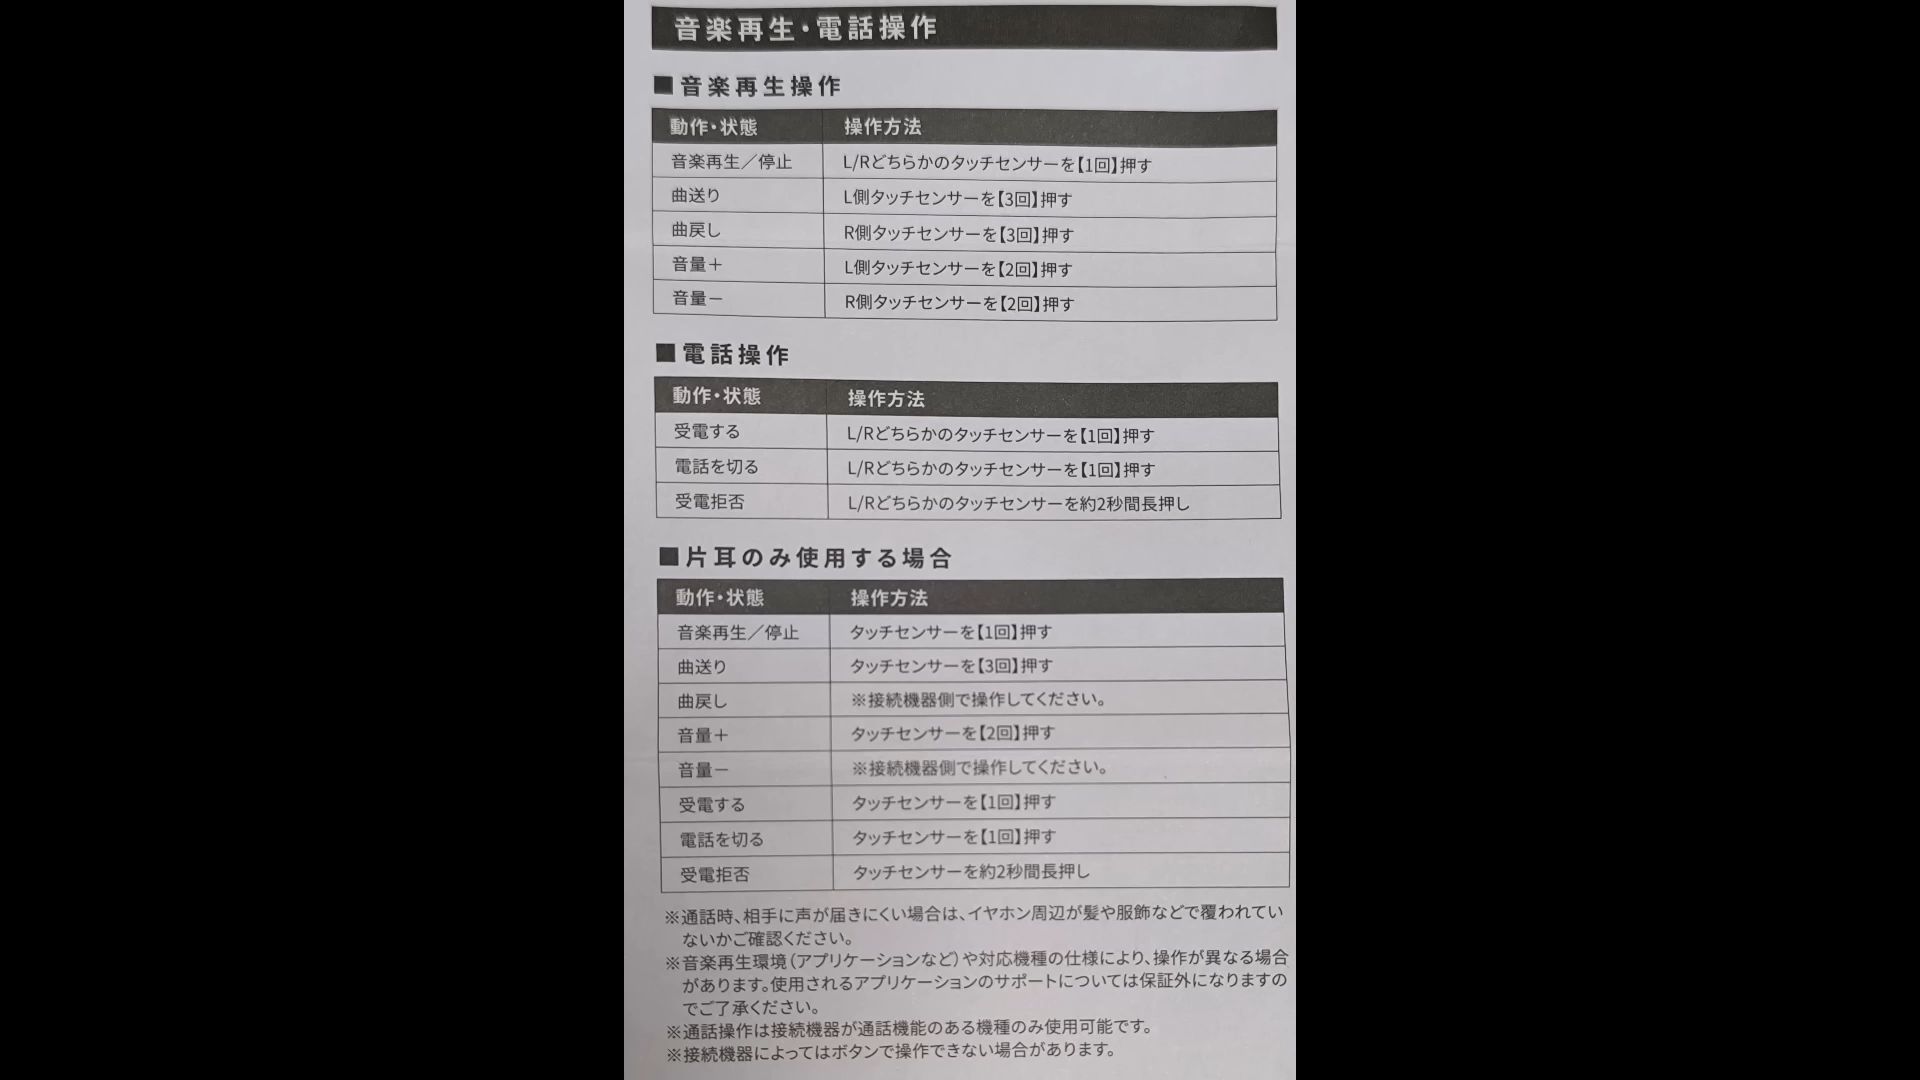 音楽再生・電話操作
■音楽再生操作
動作・状態 操作方法
音楽再生／停止 L/Rどちらかのタッチセンサーを【1回】押す
曲送り L側タッチセンサーを【3回】押す
曲戻し R側タッチセンサーを【3回】押す
音量＋ L側タッチセンサーを【2回】押す
音量－ R側タッチセンサーを【2回】押す
■電話操作
動作・状態 操作方法
受電する L/Rどちらかのタッチセンサーを【1回】押す
電話を切る L/Rどちらかのタッチセンサーを【1回】押す
受電拒否 L/Rどちらかのタッチセンサーを約2秒間長押し
■片耳のみ使用する場合
動作・状態 操作方法
音楽再生／停止 タッチセンサーを【1回】押す
曲送り タッチセンサーを【3回】押す
曲戻し ※接続機器側で操作してください。
音量＋ タッチセンサーを【2回】押す
音量－ ※接続機器側で操作してください。
受電する タッチセンサーを【1回】押す
電話を切る タッチセンサーを【1回】押す
受電拒否 タッチセンサーを約2秒間長押し
※通話時、相手に声が届きにくい場合は、イヤホン周辺が髪や服飾などで覆われてい
ないかご確認ください。
※音楽再生環境（アプリケーションなど）や対応機種の仕様により、操作が異なる場合
があります。使用されるアプリケーションのサポートについては保証外になりますの
でご了承ください。
※通話操作は接続機器が通話機能のある機種のみ使用可能です。
※接続機器によってはボタンで操作できない場合があります。